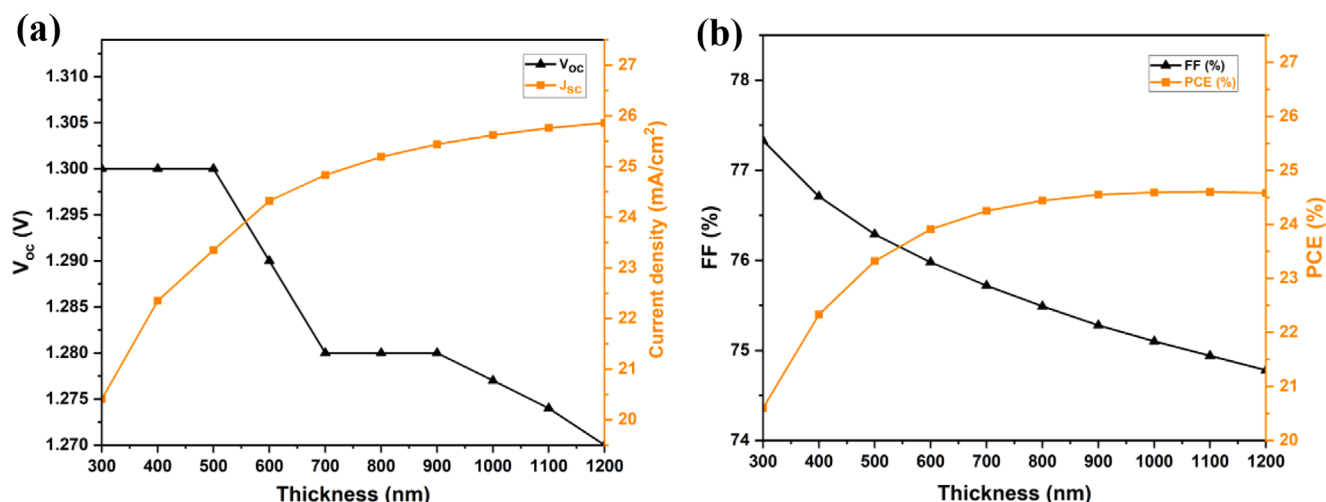 (a)
V_OC
J_SC
1.310
1.305
1.300
1.295
1.290
1.285
1.280
1.275
1.270
V_oc (V)
27
26
25
24
23
22
21
20
Current density (mA/cm²)
300 400 500 600 700 800 900 1000 1100 1200
Thickness (nm)
(b)
FF (%)
PCE (%)
78
77
76
75
74
FF (%)
27
26
25
24
23
22
21
20
PCE (%)
300 400 500 600 700 800 900 1000 1100 1200
Thickness (nm)